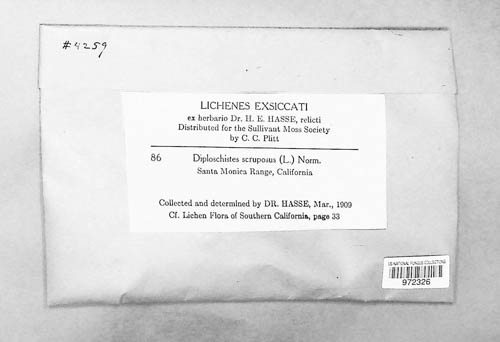 #4259
LICHENES EXSICCATI
ex herbario Dr. H. E. HASSE, relicti
Distributed for the Sullivant Moss Society
by C. C. Plitt
86 Diploschistes scruposus (L.) Norm.
Santa Monica Range, California
Collected and determined by DR. HASSE, Mar., 1909
Cf. Lichen Flora of Southern California, page 33
US NATIONAL FUNGUS COLLECTIONS
972326